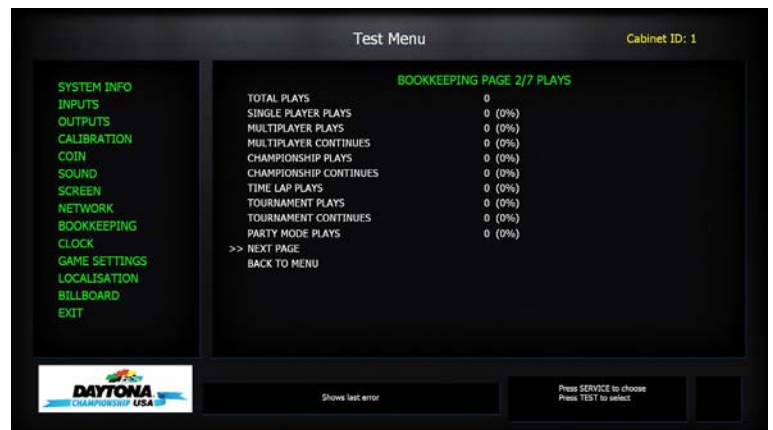 Test Menu
Cabinet ID: 1
SYSTEM INFO
INPUTS
OUTPUTS
CALIBRATION
COIN
SOUND
SCREEN
NETWORK
BOOKKEEPING
CLOCK
GAME SETTINGS
LOCALISATION
BILLBOARD
EXIT
BOOKKEEPING PAGE 2/7 PLAYS
TOTAL PLAYS 0
SINGLE PLAYER PLAYS 0 (0%)
MULTIPLAYER PLAYS 0 (0%)
MULTIPLAYER CONTINUES 0 (0%)
CHAMPIONSHIP PLAYS 0 (0%)
CHAMPIONSHIP CONTINUES 0 (0%)
TIME LAP PLAYS 0 (0%)
TOURNAMENT PLAYS 0 (0%)
TOURNAMENT CONTINUES 0 (0%)
PARTY MODE PLAYS 0 (0%)
>> NEXT PAGE
BACK TO MENU
DAYTONA
CHAMPIONSHIP USA
Shows last error
Press SERVICE to choose
Press TEST to select